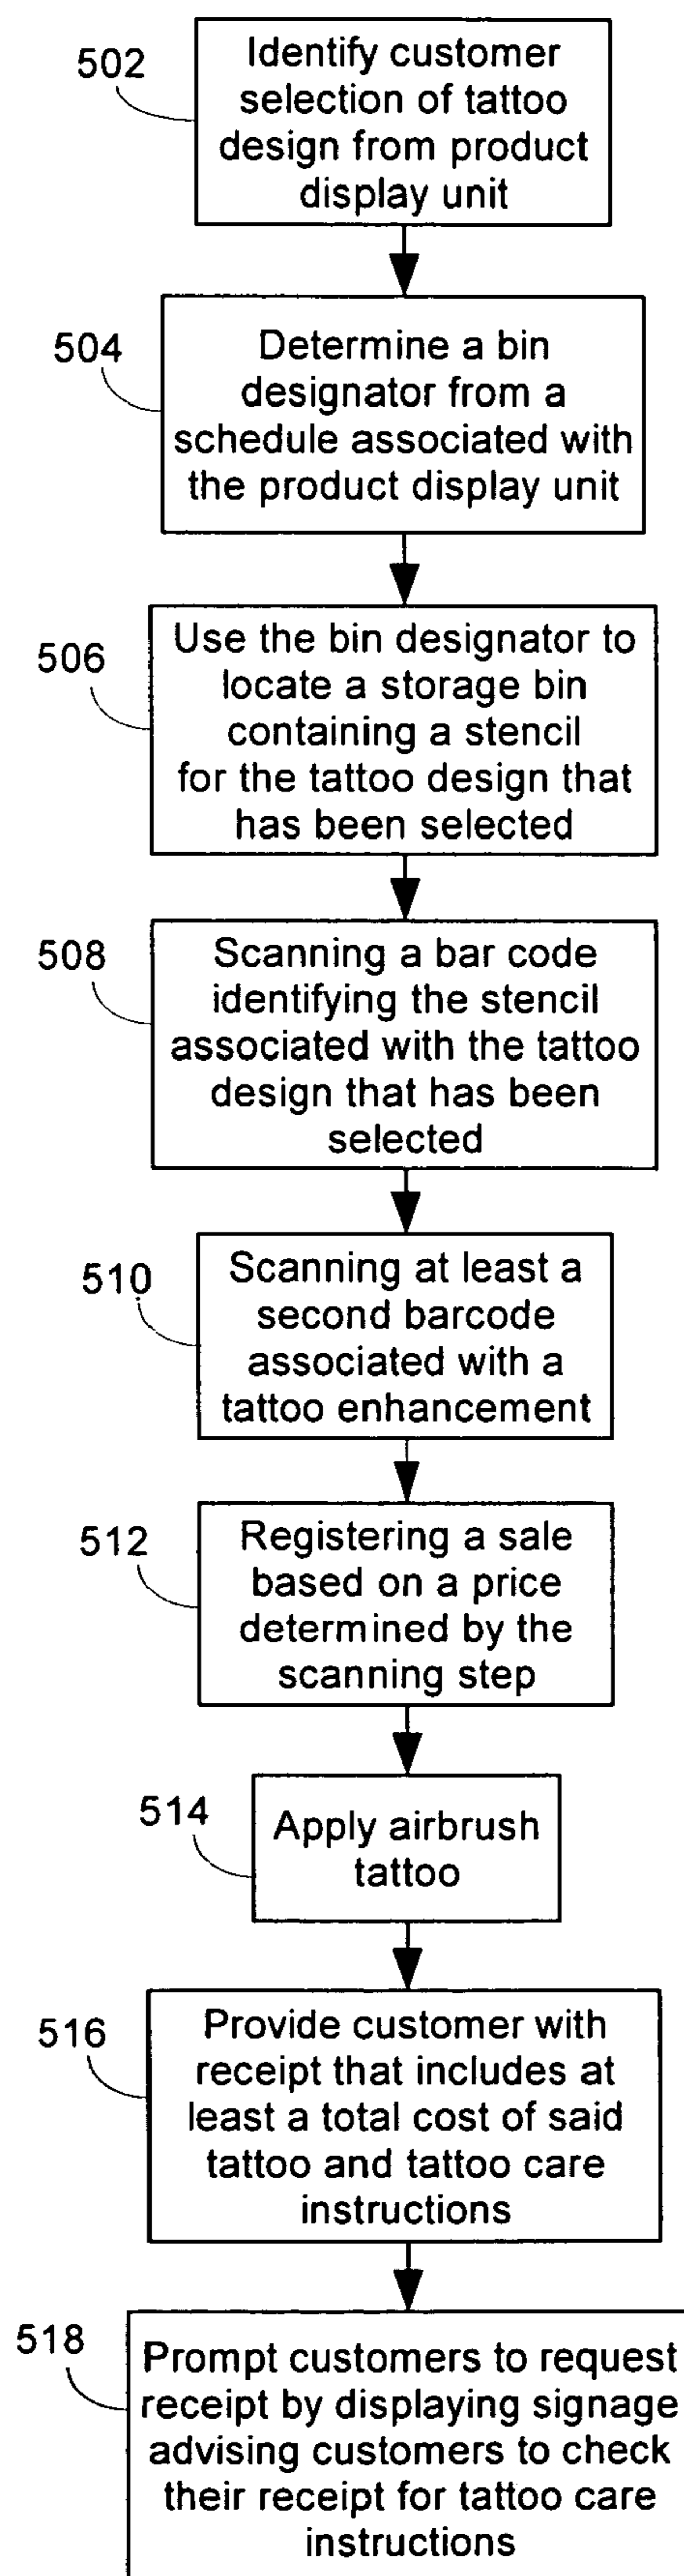 502
Identify customer
selection of tattoo
design from product
display unit
504
Determine a bin
designator from a
schedule associated with
the product display unit
506
Use the bin designator to
locate a storage bin
containing a stencil
for the tattoo design that
has been selected
508
Scanning a bar code
identifying the stencil
associated with the tattoo
design that has been
selected
510
Scanning at least a
second barcode
associated with a
tattoo enhancement
512
Registering a sale
based on a price
determined by the
scanning step
514
Apply airbrush
tattoo
516
Provide customer with
receipt that includes at
least a total cost of said
tattoo and tattoo care
instructions
518
Prompt customers to request
receipt by displaying signage
advising customers to check
their receipt for tattoo care
instructions